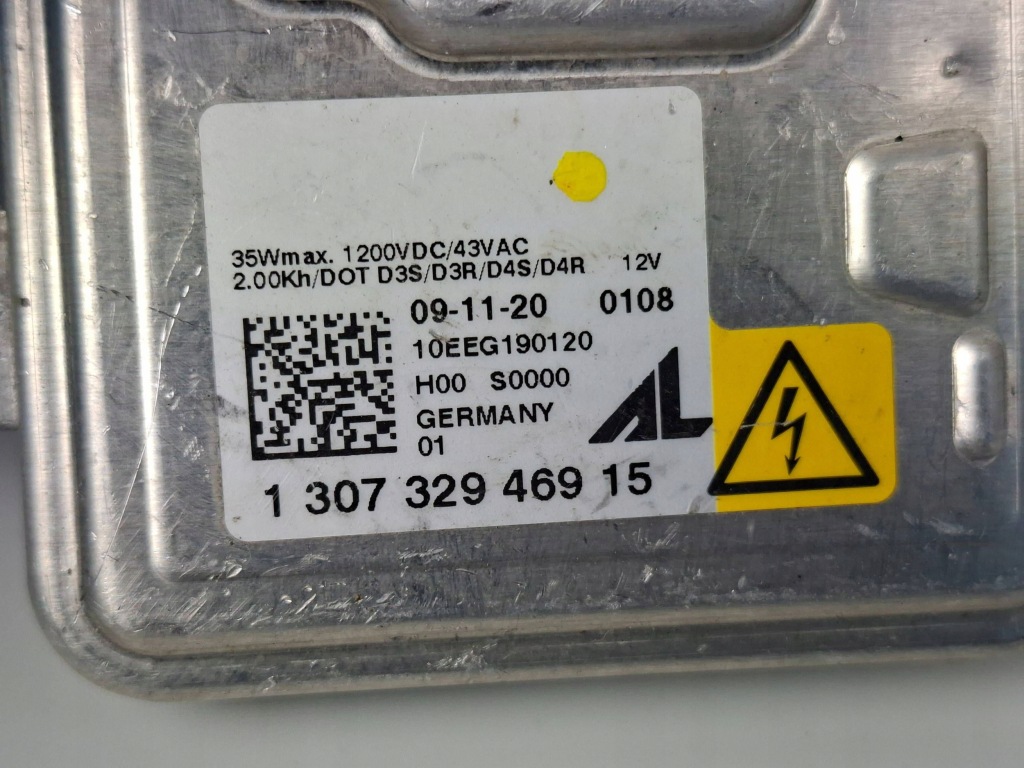 35Wmax. 1200VDC/43VAC
2.00Kh/DOT D3S/D3R/D4S/D4R 12V
09-11-20 0108
10EEG190120
H00 S0000
GERMANY
01
AL
1 307 329 469 15